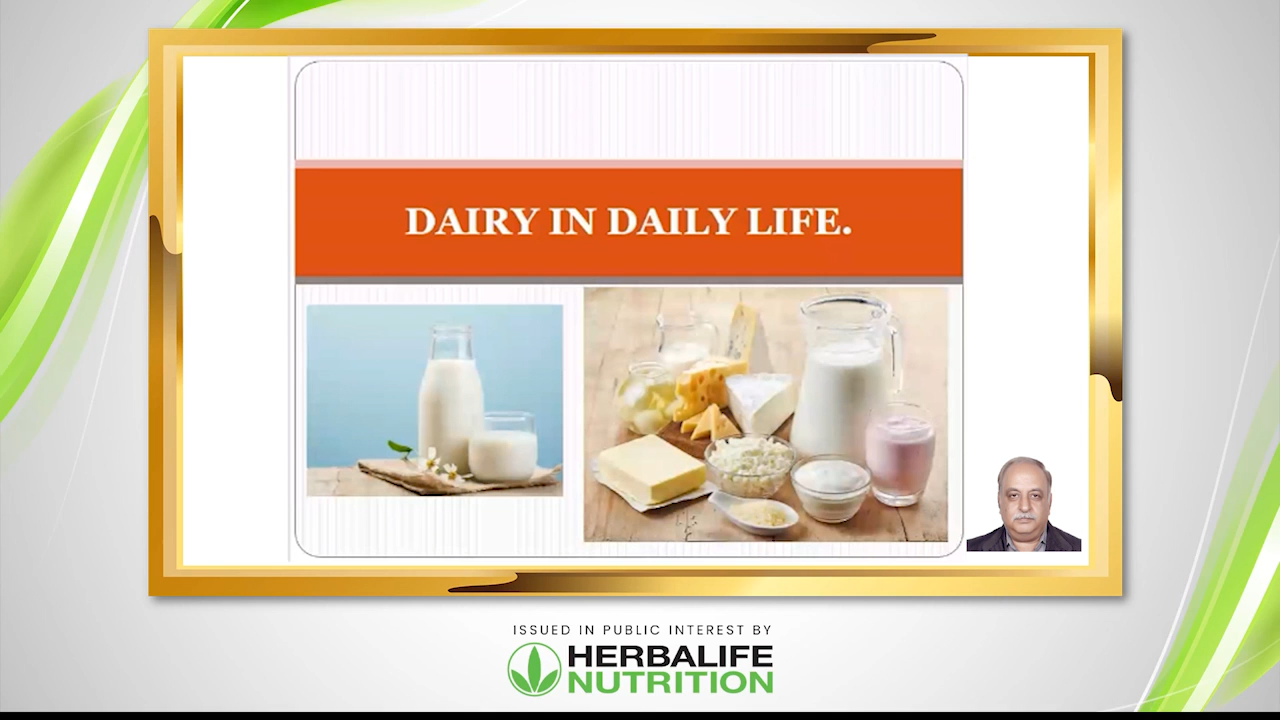 DAIRY IN DAILY LIFE.
ISSUED IN PUBLIC INTEREST BY
HERBALIFE
NUTRITION